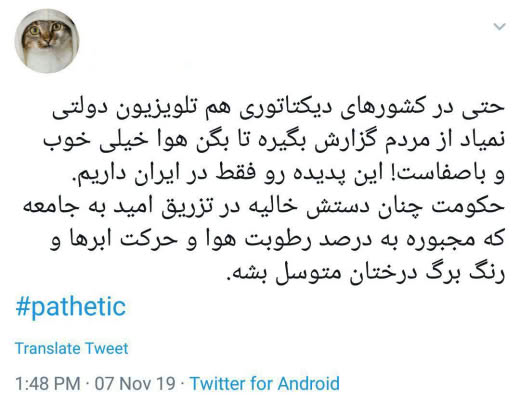 حتی در کشورهای دیکتاتوری هم تلویزیون دولتی
نمیاد از مردم گزارش بگیره تا بگن هوا خیلی خوب
و باصفاست! این پدیده رو فقط در ایران داریم.
حکومت چنان دستش خالیه در تزریق امید به جامعه
که مجبوره به درصد رطوبت هوا و حرکت ابرها و
رنگ برگ درختان متوسل بشه.
#pathetic
Translate Tweet
1:48 PM · 07 Nov 19 · Twitter for Android